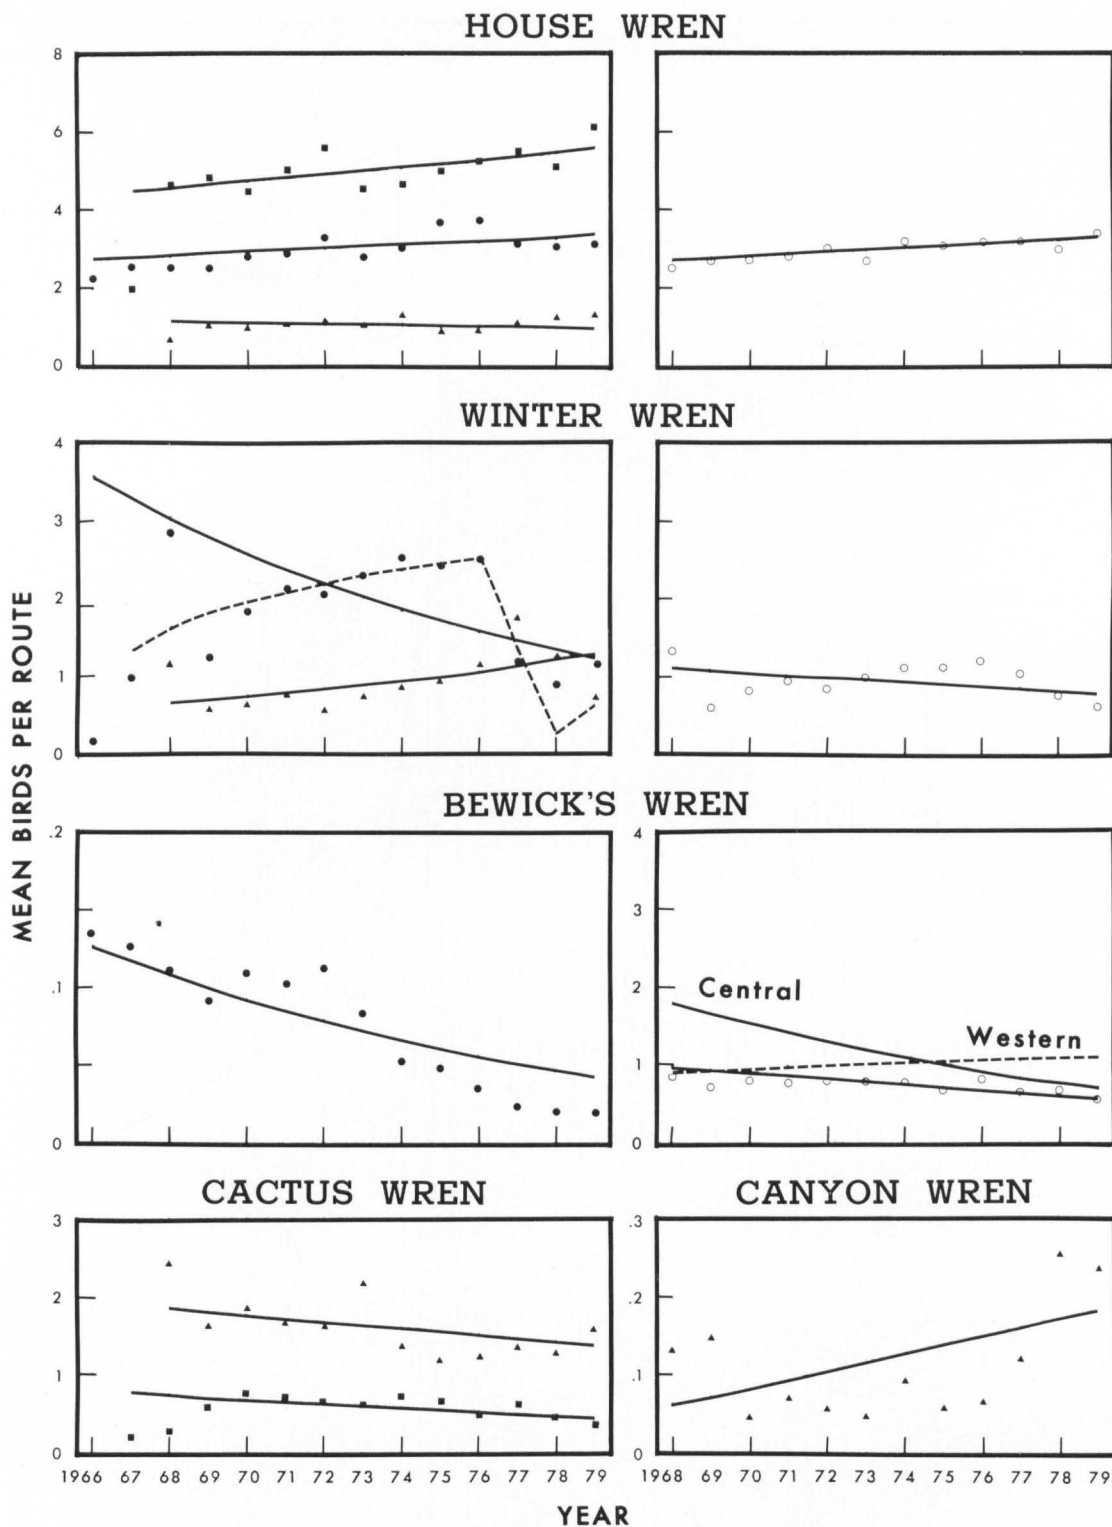 HOUSE WREN
8
6
4
2
0
WINTER WREN
4
3
2
1
0
MEAN BIRDS PER ROUTE
BEWICK'S WREN
.2
.1
0
4
3
2
1
0
Central
Western
CACTUS WREN
3
2
1
0
1966 67 68 69 70 71 72 73 74 75 76 77 78 79
CANYON WREN
.3
.2
.1
0
1968 69 70 71 72 73 74 75 76 77 78 79
YEAR